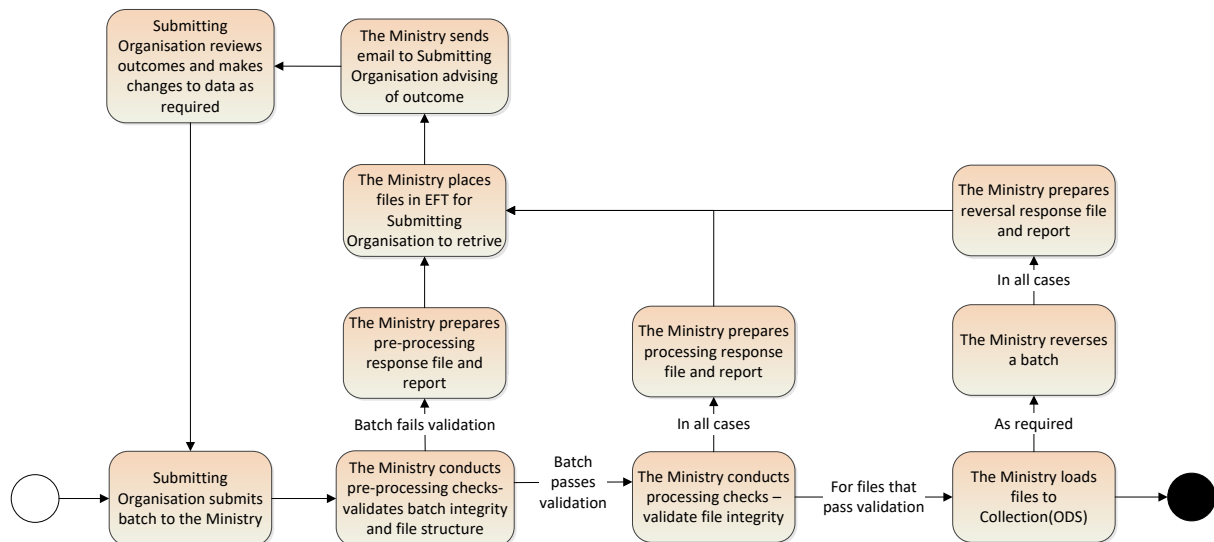 Submitting
Organisation reviews
outcomes and makes
changes to data as
required
The Ministry sends
email to Submitting
Organisation advising
of outcome
The Ministry places
files in EFT for
Submitting
Organisation to retrive
The Ministry prepares
reversal response file
and report
In all cases
The Ministry prepares
pre-processing
response file and
report
The Ministry prepares
processing response
file and report
The Ministry reverses
a batch
Batch fails validation
In all cases
As required
Submitting
Organisation submits
batch to the Ministry
The Ministry conducts
pre-processing checks-
validates batch integrity
and file structure
Batch
passes
validation
The Ministry conducts
processing checks –
validate file integrity
For files that
pass validation
The Ministry loads
files to
Collection(ODS)